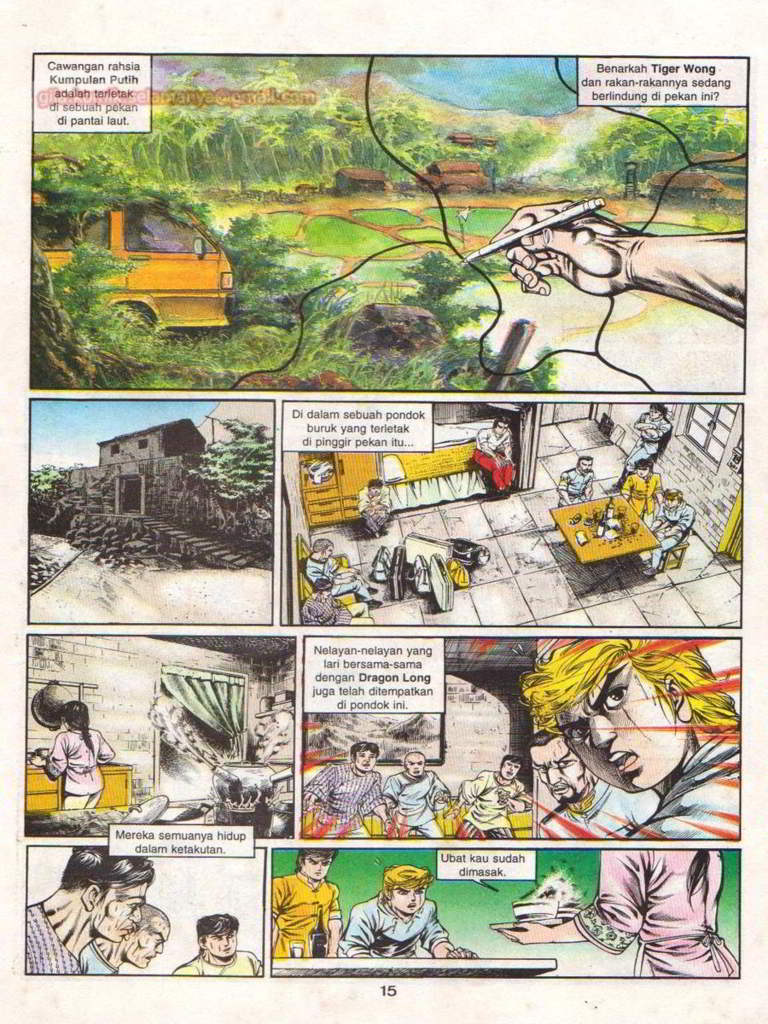 Cawangan rahsia
Kumpulan Putih
adalah terletak
di sebuah pekan
di pantai laut.
Benarkah Tiger Wong
dan rakan-rakannya sedang
berlindung di pekan ini?
Di dalam sebuah pondok
buruk yang terletak
di pinggir pekan itu...
Nelayan-nelayan yang
lari bersama-sama
dengan Dragon Long
juga telah ditempatkan
di pondok ini.
Mereka semuanya hidup
dalam ketakutan.
Ubat kau sudah
dimasak.
15